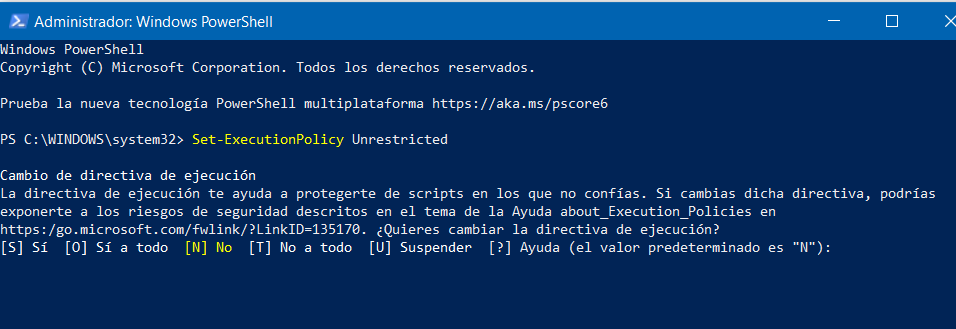 Administrador: Windows PowerShell
Windows PowerShell
Copyright (C) Microsoft Corporation. Todos los derechos reservados.
Prueba la nueva tecnología PowerShell multiplataforma https://aka.ms/pscore6
PS C:\WINDOWS\system32> Set-ExecutionPolicy Unrestricted
Cambio de directiva de ejecución
La directiva de ejecución te ayuda a protegerte de scripts en los que no confías. Si cambias dicha directiva, podrías
exponerte a los riesgos de seguridad descritos en el tema de la Ayuda about_Execution_Policies en
https:/go.microsoft.com/fwlink/?LinkID=135170. ¿Quieres cambiar la directiva de ejecución?
[S] Sí  [O] Sí a todo  [N] No  [T] No a todo  [U] Suspender  [?] Ayuda (el valor predeterminado es "N"):